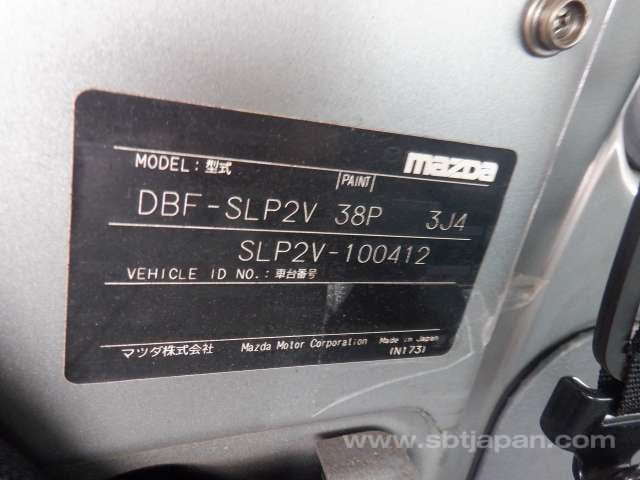 mazda
MODEL: 型式 PAINT
DBF-SLP2V 38P 3J4
SLP2V-100412
VEHICLE ID NO.: 車台番号
マツダ株式会社 Mazda Motor Corporation Made in Japan
(N173)
www.sbtjapan.com